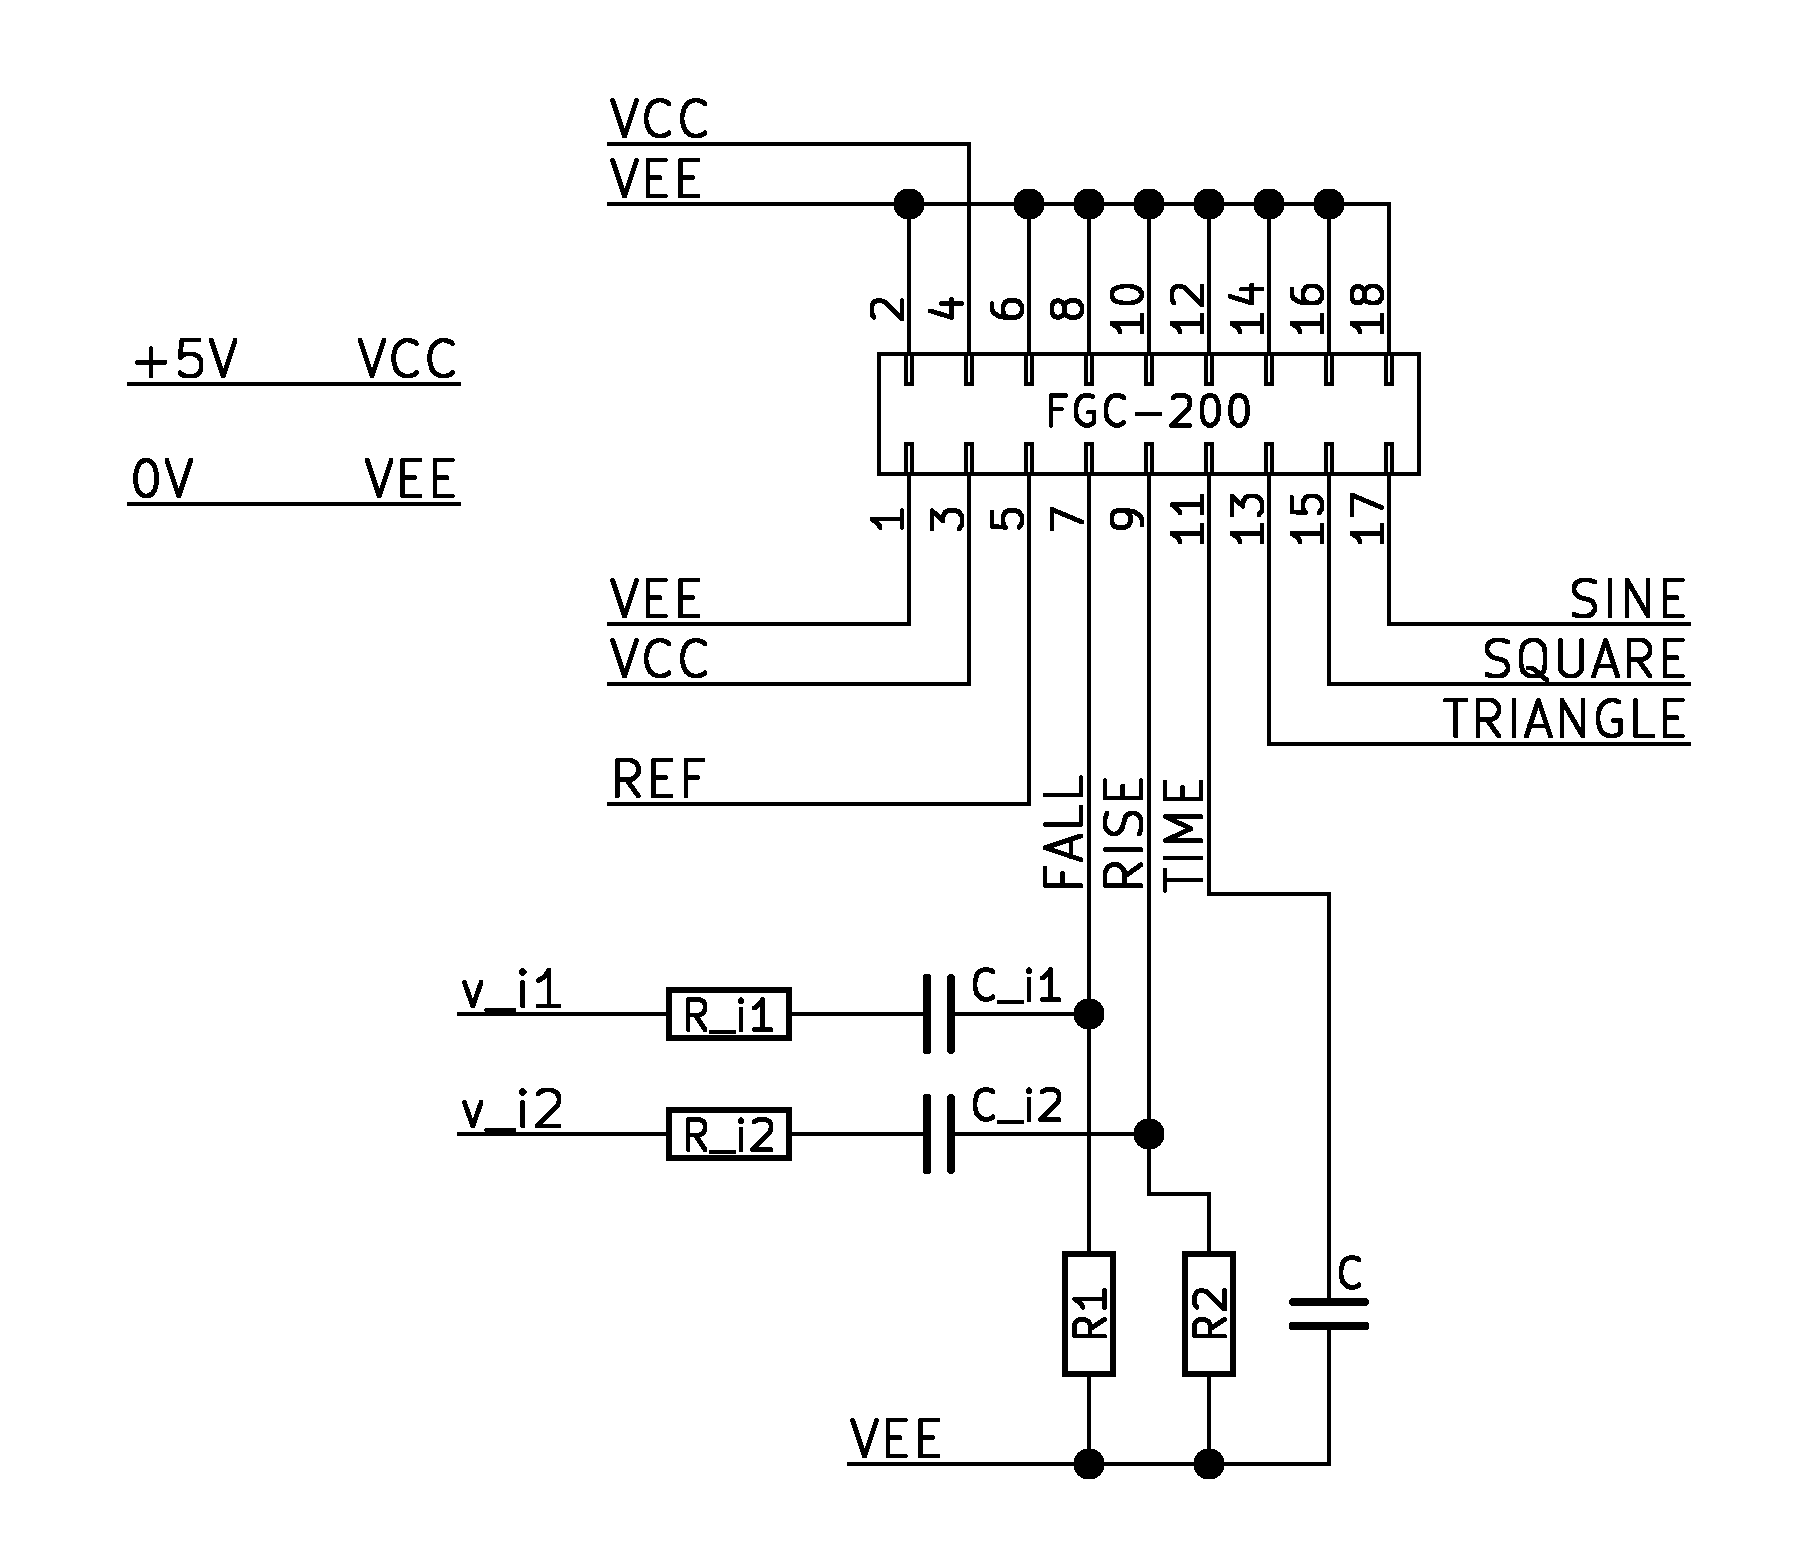 VCC
VEE
2 4 6 8 10 12 14 16 18
+5V VCC
FGC-200
0V VEE
1 3 5 7 9 11 13 15 17
VEE SINE
VCC SQUARE
TRIANGLE
REF
FALL RISE TIME
v_i1 R_i1 C_i1
v_i2 R_i2 C_i2
R1 R2 C
VEE